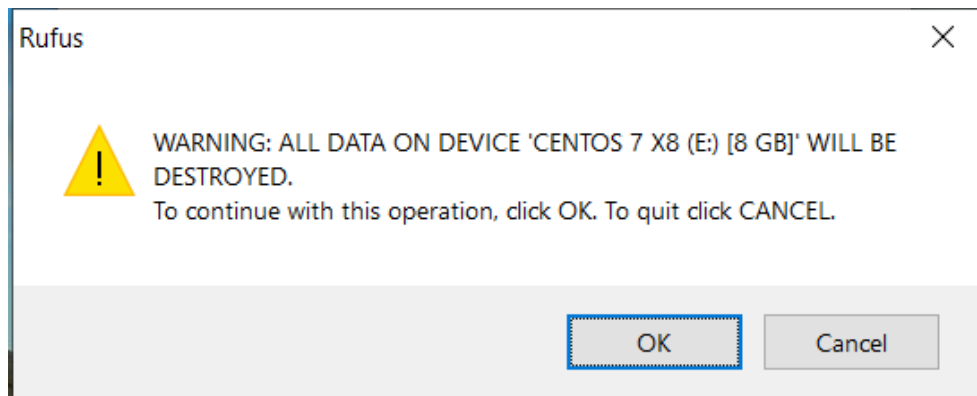 Rufus
!
WARNING: ALL DATA ON DEVICE 'CENTOS 7 X8 (E:) [8 GB]' WILL BE
DESTROYED.
To continue with this operation, click OK. To quit click CANCEL.
OK
Cancel